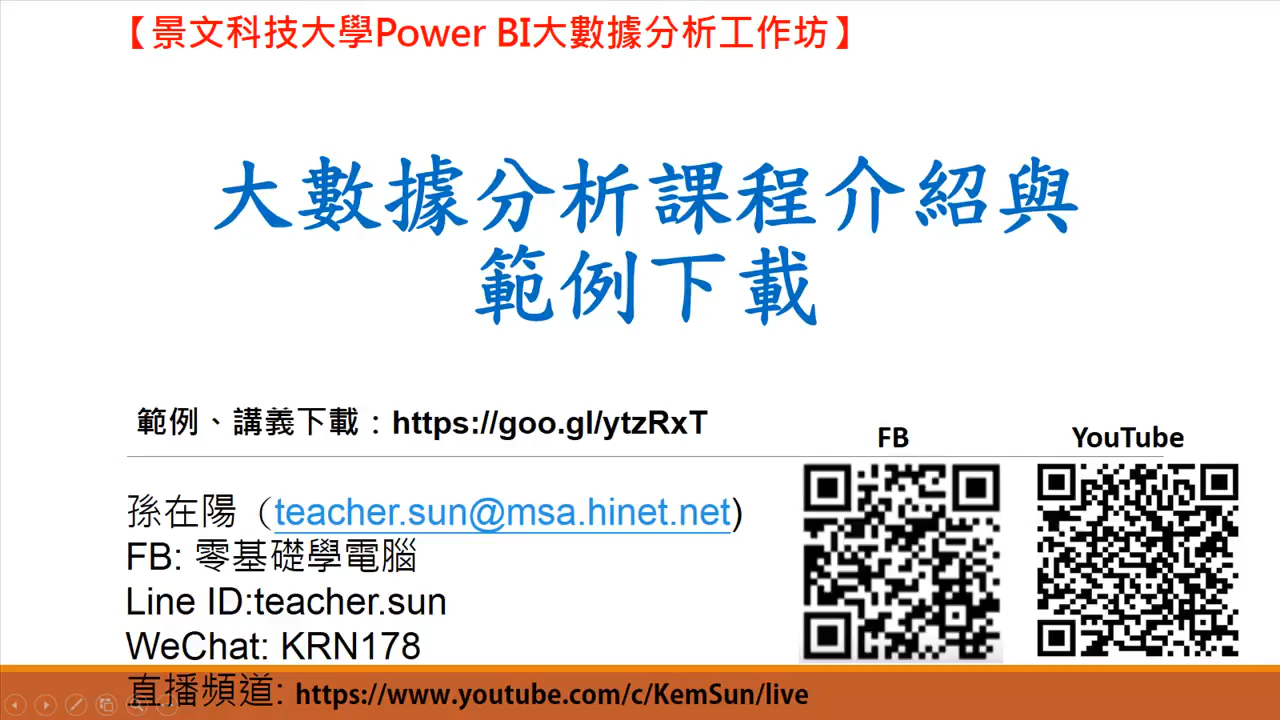 【景文科技大學Power BI大數據分析工作坊】
大數據分析課程介紹與
範例下載
範例、講義下載：https://goo.gl/ytzRxT
FB
YouTube
孫在陽（teacher.sun@msa.hinet.net)
FB: 零基礎學電腦
Line ID:teacher.sun
WeChat: KRN178
直播頻道: https://www.youtube.com/c/KemSun/live